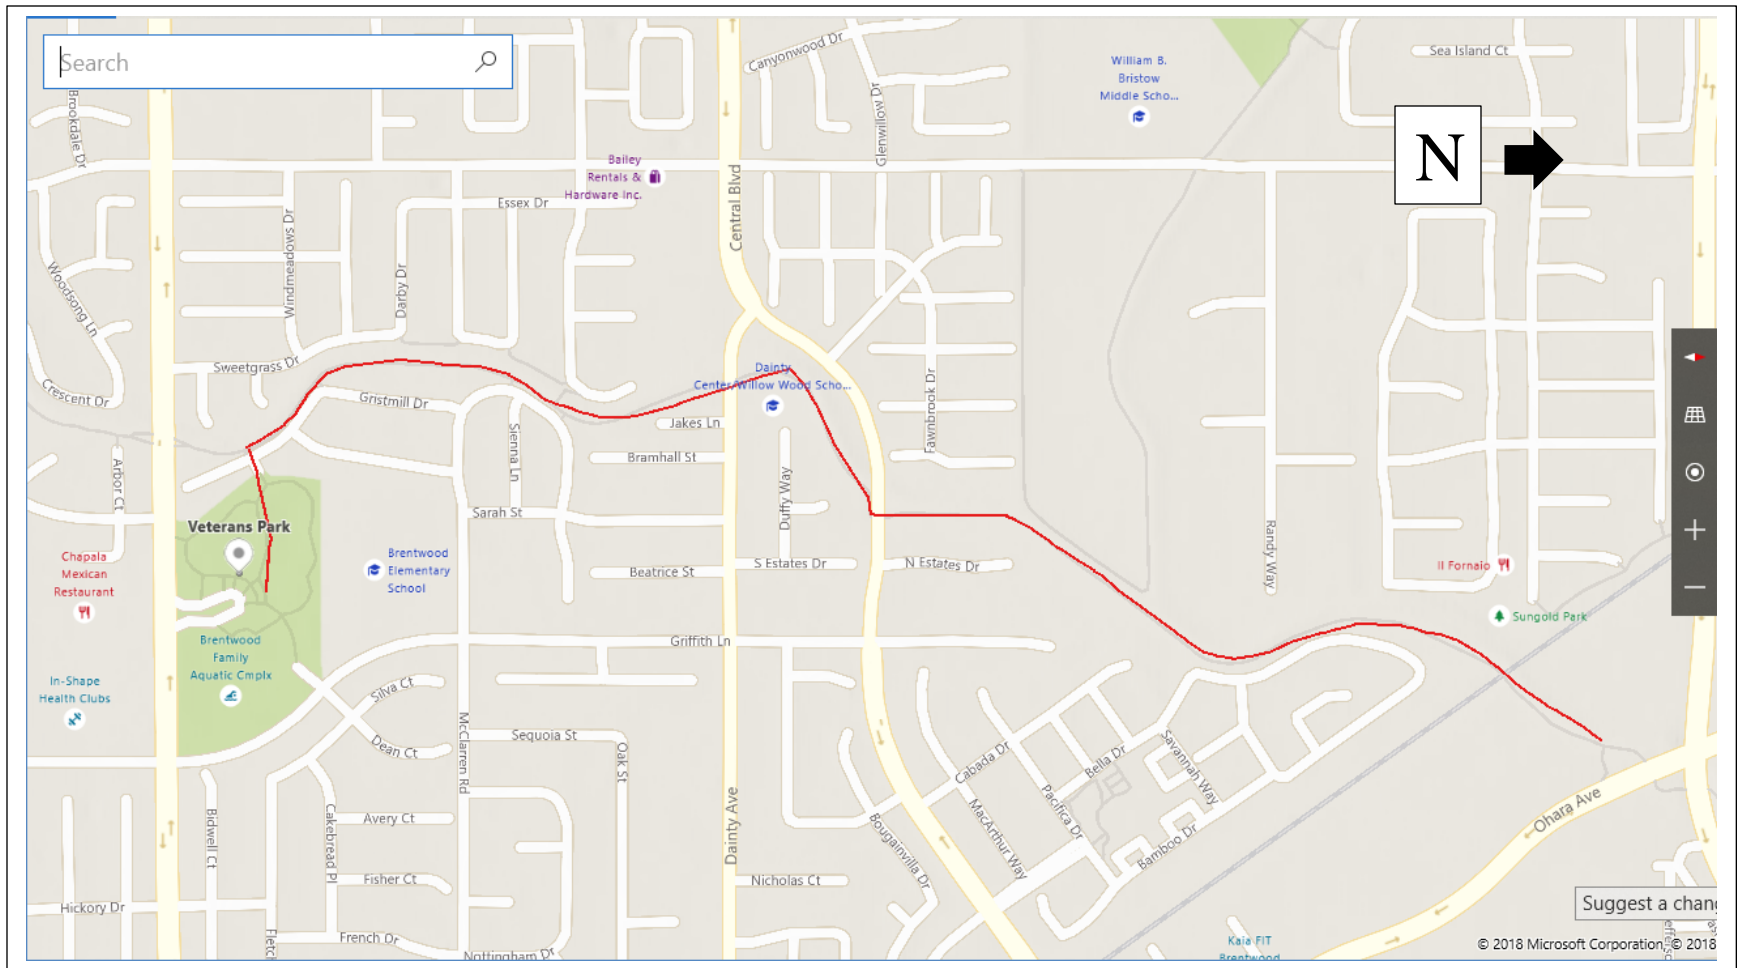 Search
Canyonwood Dr
Sea Island Ct
William B.
Bristow
Middle Scho...
Brookdale Dr
Glenwillow Dr
N
Bailey
Rentals &
Hardware Inc.
Central Blvd
Essex Dr
Windmeadows Dr
Darby Dr
Woodsong Ln
Sweetgrass Dr
Crescent Dr
Gristmill Dr
Dainty
Center/Willow Wood Scho...
Fawnbrook Dr
Jakes Ln
Sienna Ln
Bramhall St
Arbor Ct
Duffy Way
Sarah St
Veterans Park
Randy Way
Chapala
Mexican
Restaurant
Brentwood
Elementary
School
Beatrice St
S Estates Dr
N Estates Dr
Il Fornaio
Sungold Park
Brentwood
Family
Aquatic Cmplx
Griffith Ln
In-Shape
Health Clubs
Silva Ct
McClarren Rd
Dean Ct
Sequoia St
Oak St
Cabada Dr
Bella Dr
Savannah Way
Pacifica Dr
MacArthur Way
Bamboo Dr
Bougainvilla Dr
Ohara Ave
Dainty Ave
Bidwell Ct
Cakebread Pl
Avery Ct
Fisher Ct
Nicholas Ct
Hickory Dr
French Dr
Fletch
Nottingham Dr
Suggest a chan
Kaia FIT
Brentwood
© 2018 Microsoft Corporation, © 2018